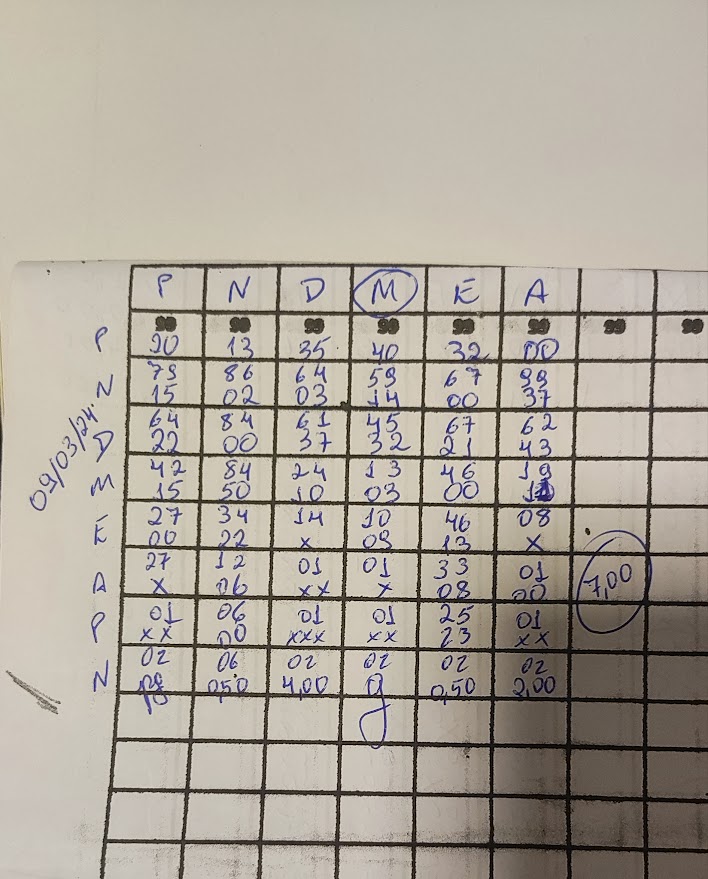 09/03/24.
P N D M E A
99 99 99 99 99 99 99 99
P 20 13 35 40 32 00
79 86 64 59 67 99
N 15 02 03 14 00 37
64 84 61 45 67 62
D 22 00 37 32 21 43
42 84 24 13 46 19
M 15 50 10 03 00 11
27 34 14 10 46 08
E 00 22 x 09 13 x
27 12 01 01 33 01
A x 06 xx x 08 00 7,00
01 06 01 01 25 01
P xx 00 xxx xx 23 xx
02 06 02 02 02 02
N pg 0,50 4,00 g 0,50 2,00